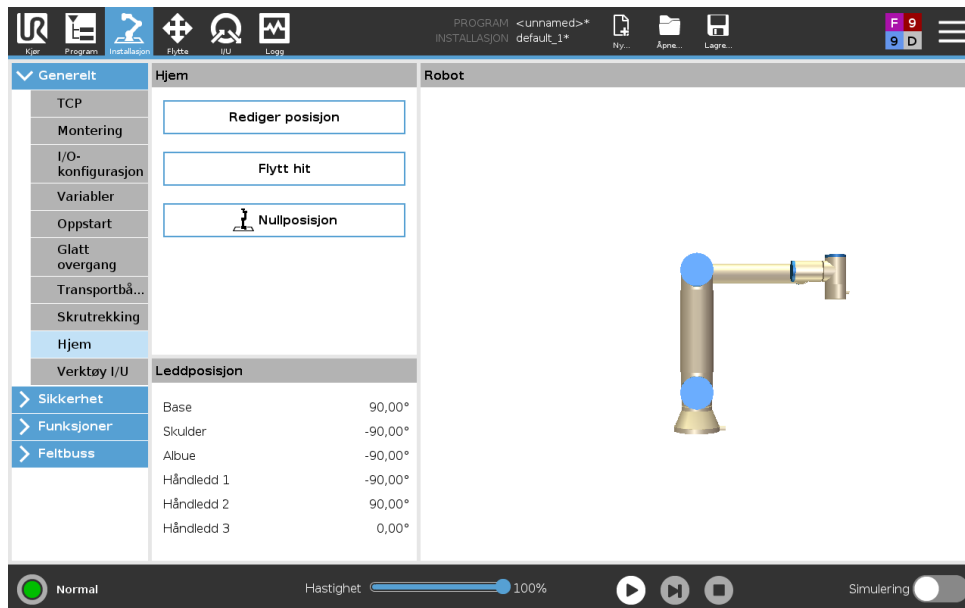 PROGRAM <unnamed>*
INSTALLASJON default_1*
Kjør Program Installasjon Flytte I/U Logg Ny... Åpne... Lagre...
F 9
9 D
Generelt
TCP
Montering
I/O-
konfigurasjon
Variabler
Oppstart
Glatt
overgang
Transportbå...
Skrutrekking
Hjem
Verktøy I/U
Sikkerhet
Funksjoner
Feltbuss
Hjem
Rediger posisjon
Flytt hit
Nullposisjon
Leddposisjon
Base 90,00°
Skulder -90,00°
Albue -90,00°
Håndledd 1 -90,00°
Håndledd 2 90,00°
Håndledd 3 0,00°
Robot
Normal
Hastighet 100%
Simulering